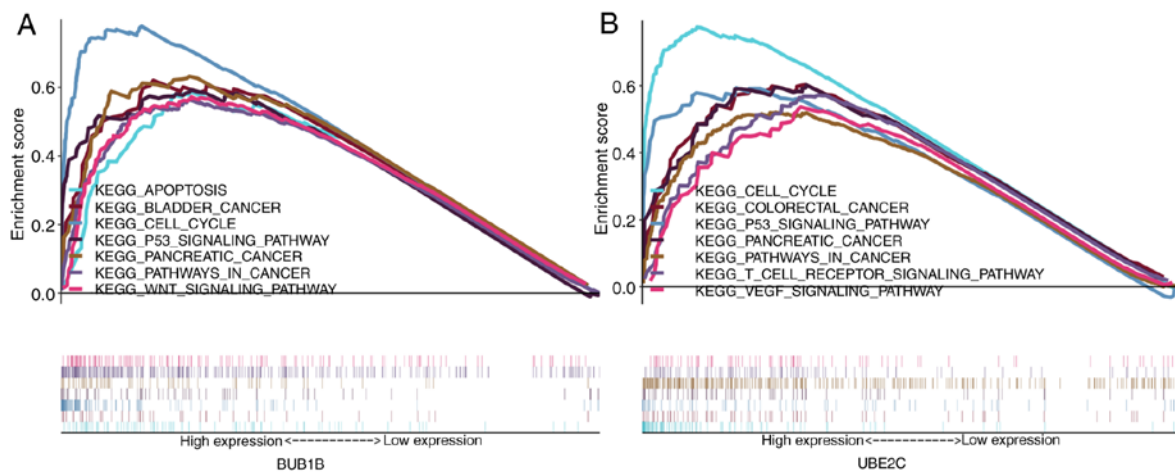 A
Enrichment score
0.6
0.4
0.2
0.0
KEGG_APOPTOSIS
KEGG_BLADDER_CANCER
KEGG_CELL_CYCLE
KEGG_P53_SIGNALING_PATHWAY
KEGG_PANCREATIC_CANCER
KEGG_PATHWAYS_IN_CANCER
KEGG_WNT_SIGNALING_PATHWAY
High expression<------------>Low expression
BUB1B
B
Enrichment score
0.6
0.4
0.2
0.0
KEGG_CELL_CYCLE
KEGG_COLORECTAL_CANCER
KEGG_P53_SIGNALING_PATHWAY
KEGG_PANCREATIC_CANCER
KEGG_PATHWAYS_IN_CANCER
KEGG_T_CELL_RECEPTOR_SIGNALING_PATHWAY
KEGG_VEGF_SIGNALING_PATHWAY
High expression<------------>Low expression
UBE2C